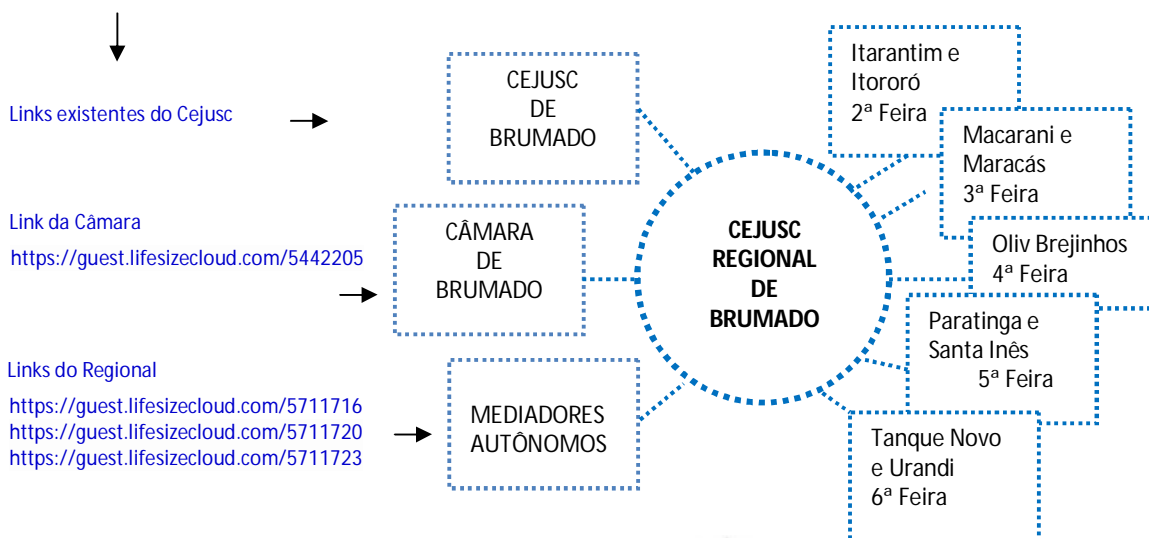 Links existentes do Cejusc
Link da Câmara
https://guest.lifesizecloud.com/5442205
Links do Regional
https://guest.lifesizecloud.com/5711716
https://guest.lifesizecloud.com/5711720
https://guest.lifesizecloud.com/5711723
CEJUSC
DE
BRUMADO
CÂMARA
DE
BRUMADO
MEDIADORES
AUTÔNOMOS
CEJUSC
REGIONAL
DE
BRUMADO
Itarantim e
Itororó
2ª Feira
Macarani e
Maracás
3ª Feira
Oliv Brejinhos
4ª Feira
Paratinga e
Santa Inês
5ª Feira
Tanque Novo
e Urandi
6ª Feira